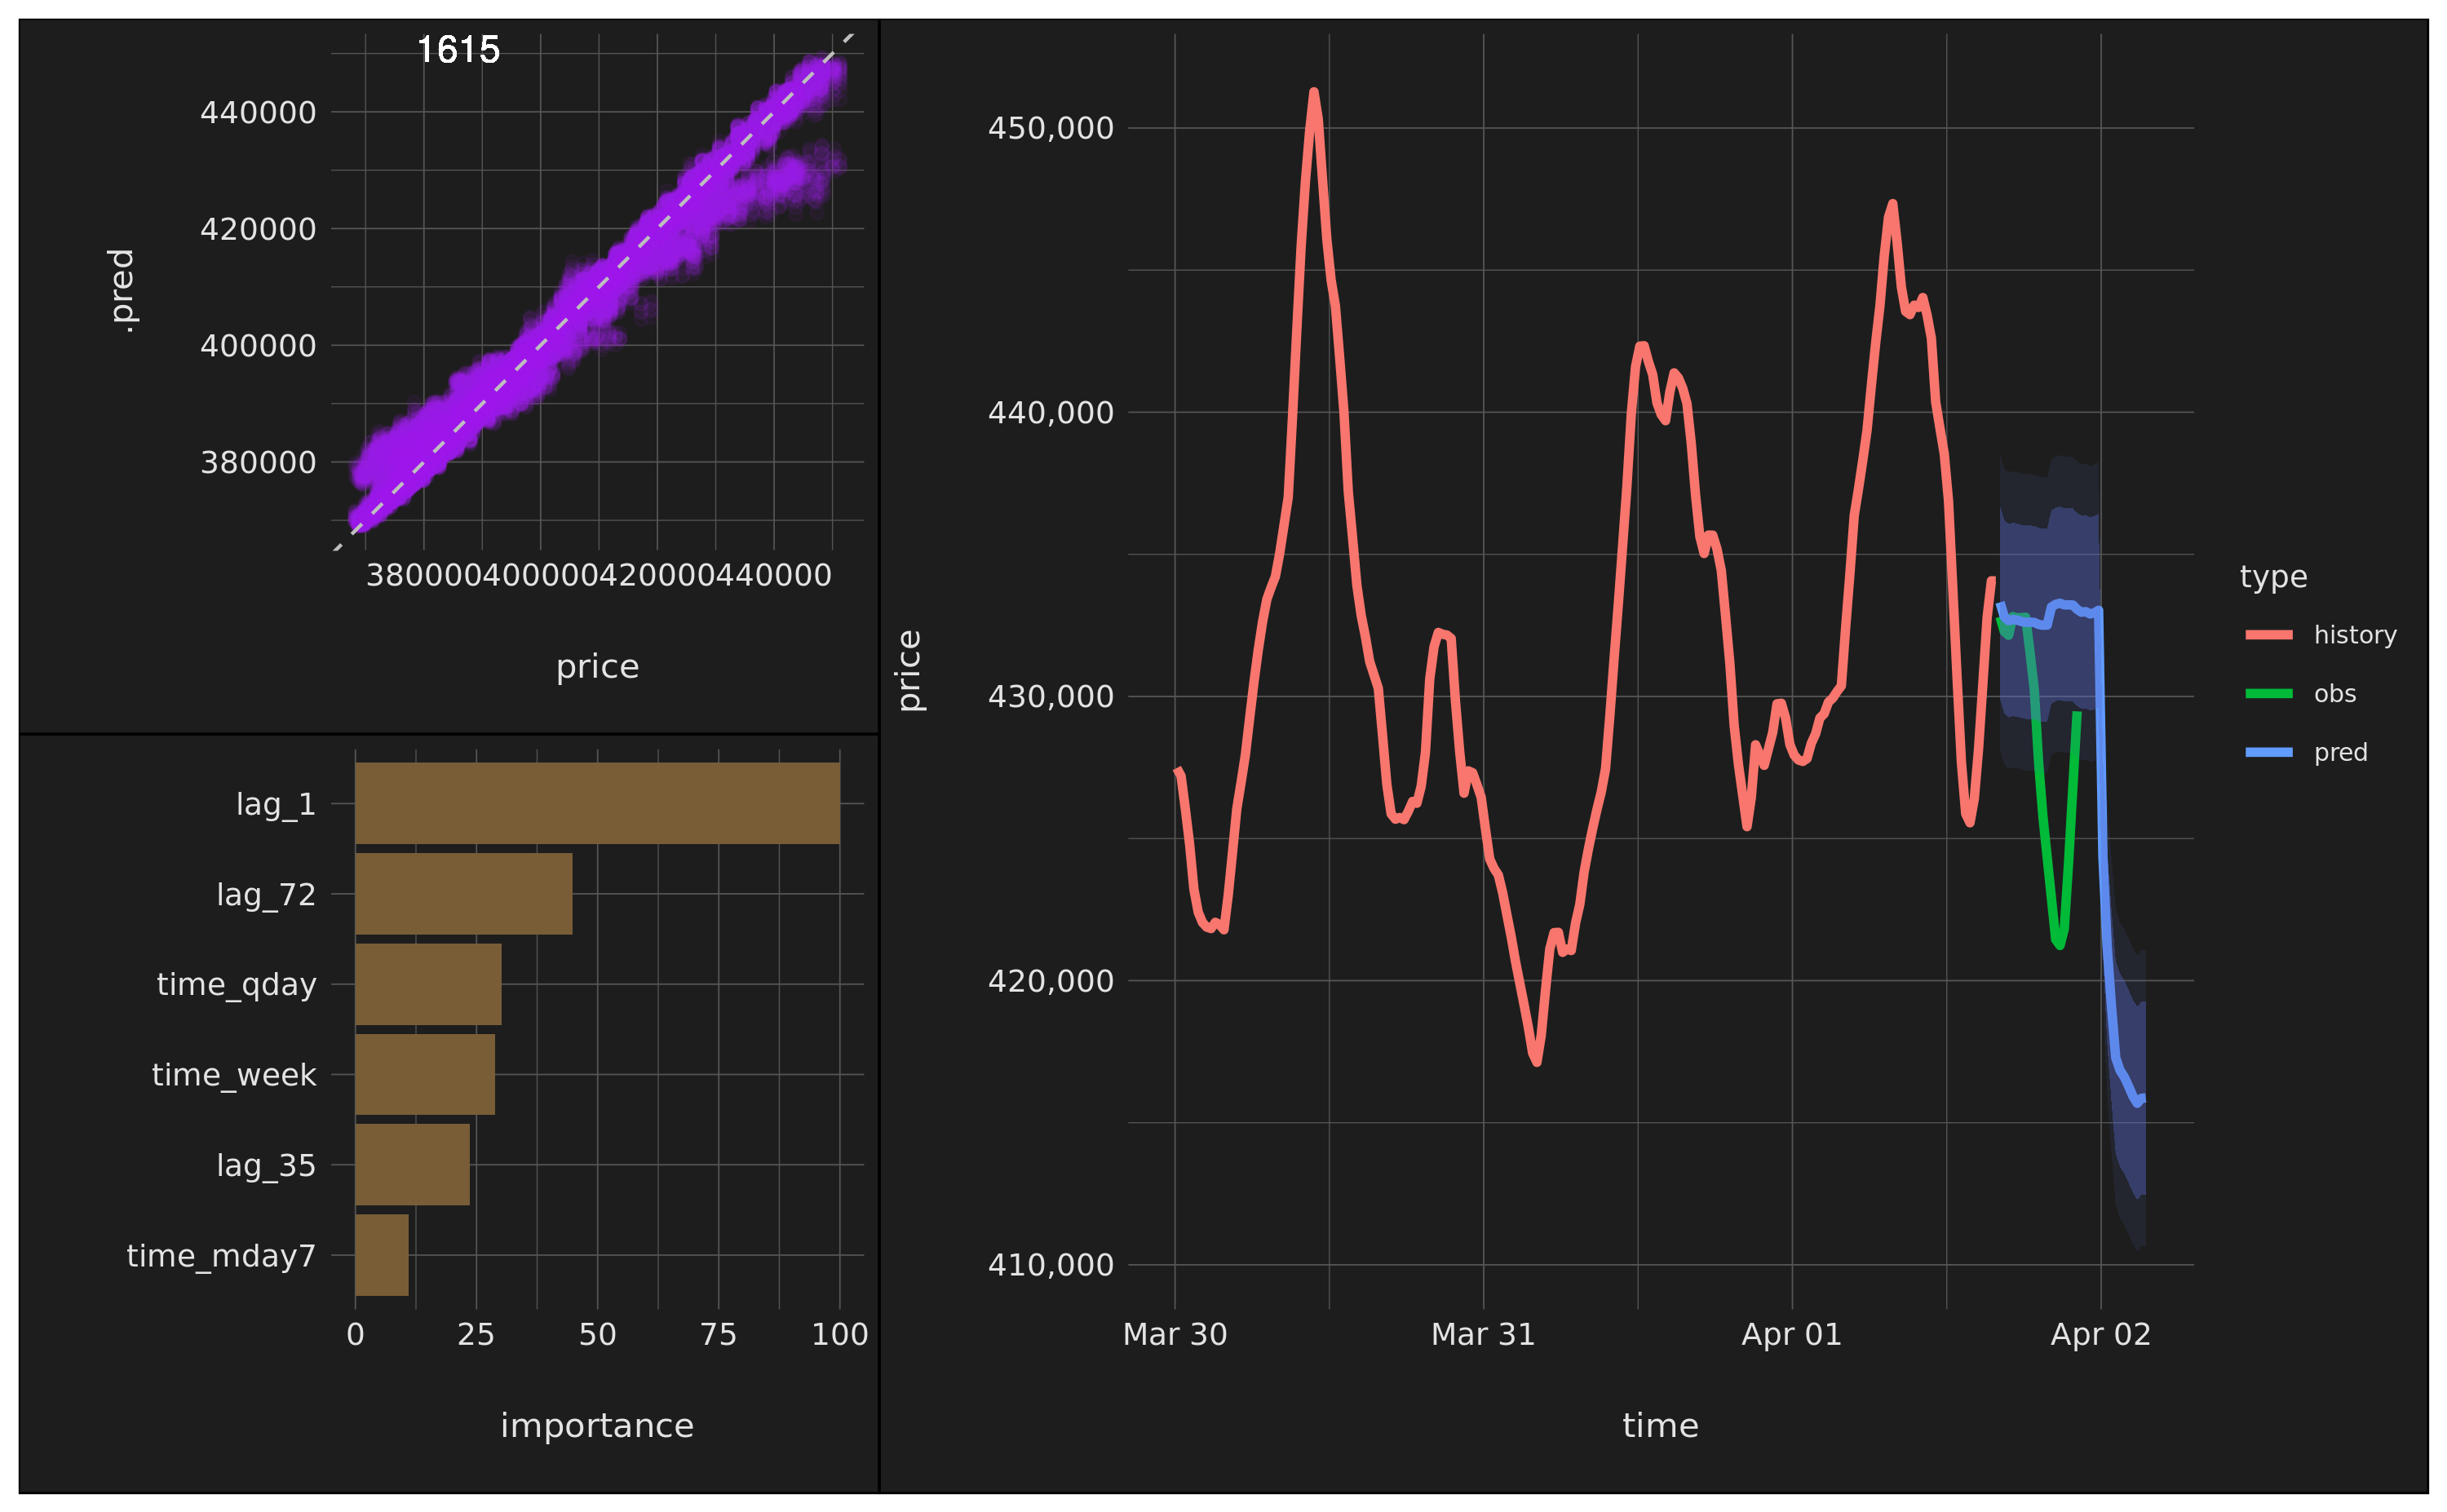 1615
440000
420000
400000
380000
.pred
380000400000420000440000
price
lag_1
lag_72
time_qday
time_week
lag_35
time_mday7
0 25 50 75 100
importance
450,000
440,000
430,000
420,000
410,000
price
Mar 30 Mar 31 Apr 01 Apr 02
time
type
history
obs
pred